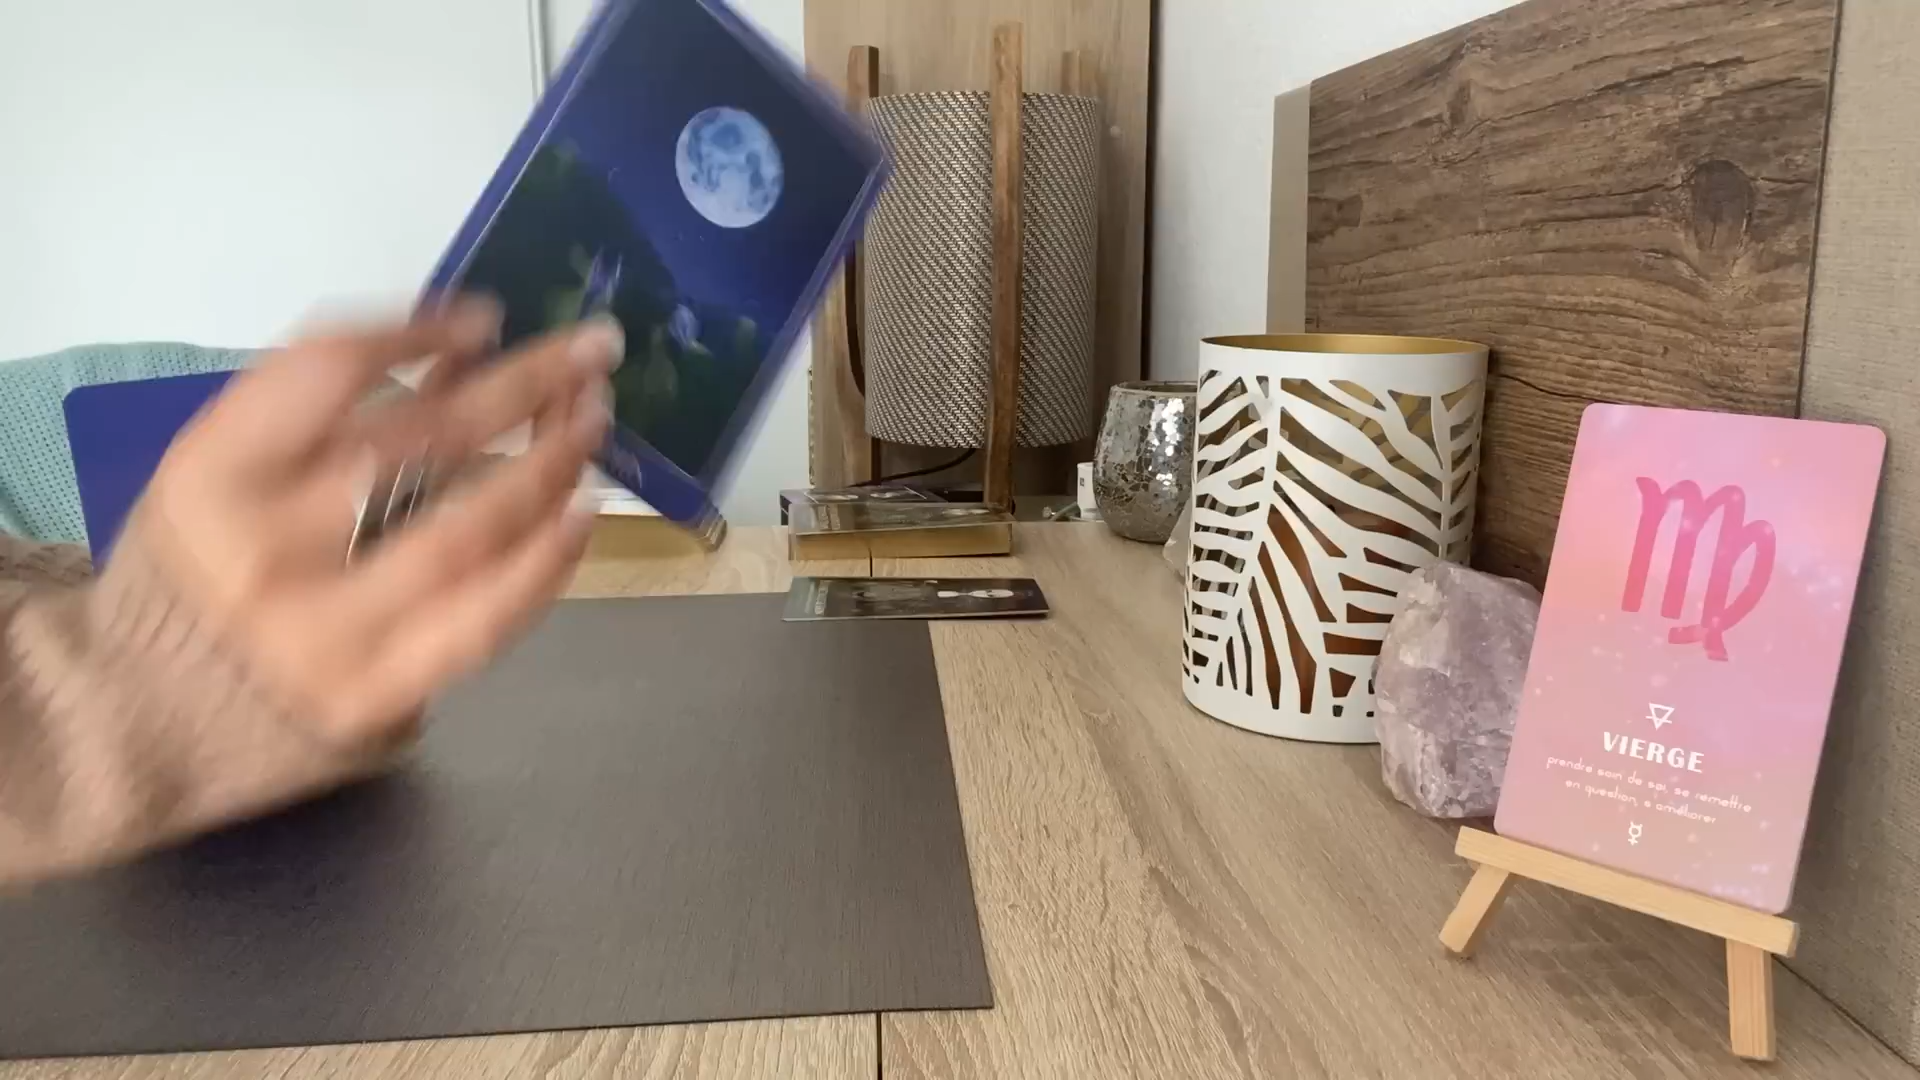 VIERGE
prendre soin de soi, se remettre
en question, s'améliorer